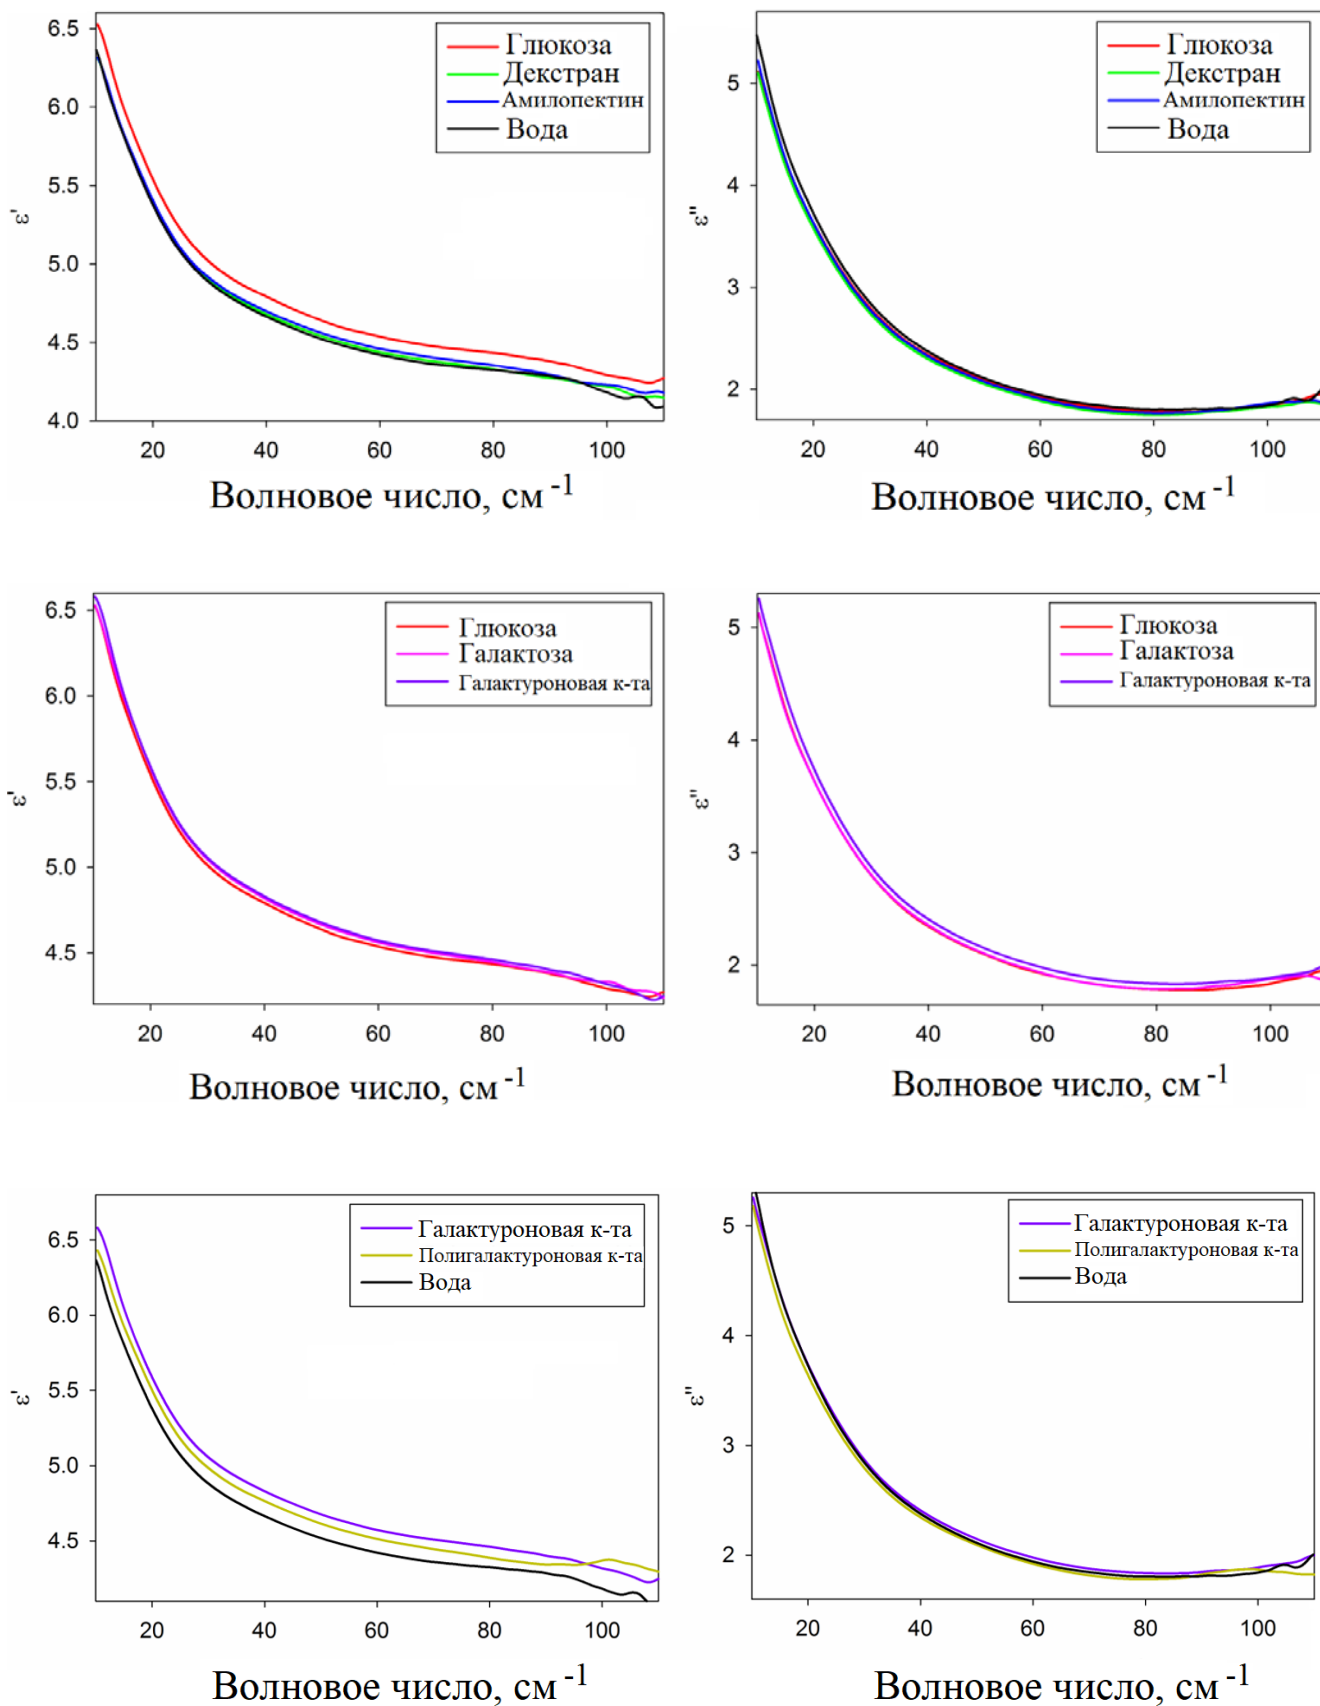 6.5
6.0
5.5
5.0
4.5
4.0
ε'
Глюкоза
Декстран
Амилопектин
Вода
20 40 60 80 100
Волновое число, см -1
5
4
3
2
ε"
Глюкоза
Декстран
Амилопектин
Вода
20 40 60 80 100
Волновое число, см -1
6.5
6.0
5.5
5.0
4.5
ε'
Глюкоза
Галактоза
Галактуроновая к-та
20 40 60 80 100
Волновое число, см -1
5
4
3
2
ε"
Глюкоза
Галактоза
Галактуроновая к-та
20 40 60 80 100
Волновое число, см -1
6.5
6.0
5.5
5.0
4.5
ε'
Галактуроновая к-та
Полигалактуроновая к-та
Вода
20 40 60 80 100
Волновое число, см -1
5
4
3
2
ε"
Галактуроновая к-та
Полигалактуроновая к-та
Вода
20 40 60 80 100
Волновое число, см -1